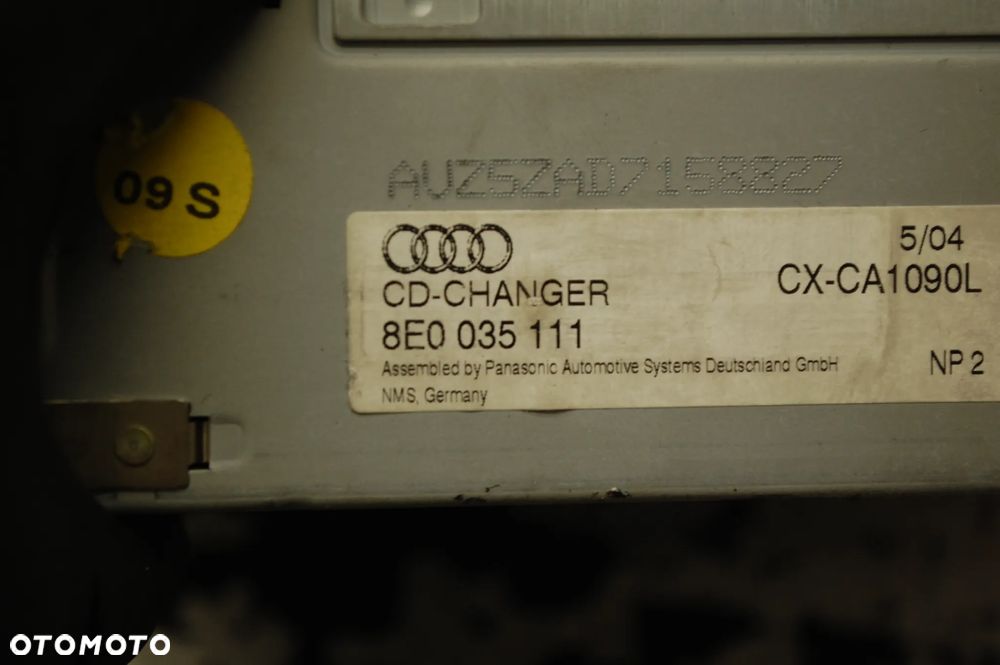 09 S
AUZ5ZAD7158827
5/04
CD-CHANGER
CX-CA1090L
8E0 035 111
Assembled by Panasonic Automotive Systems Deutschland GmbH
NP 2
NMS, Germany
OTOMOTO